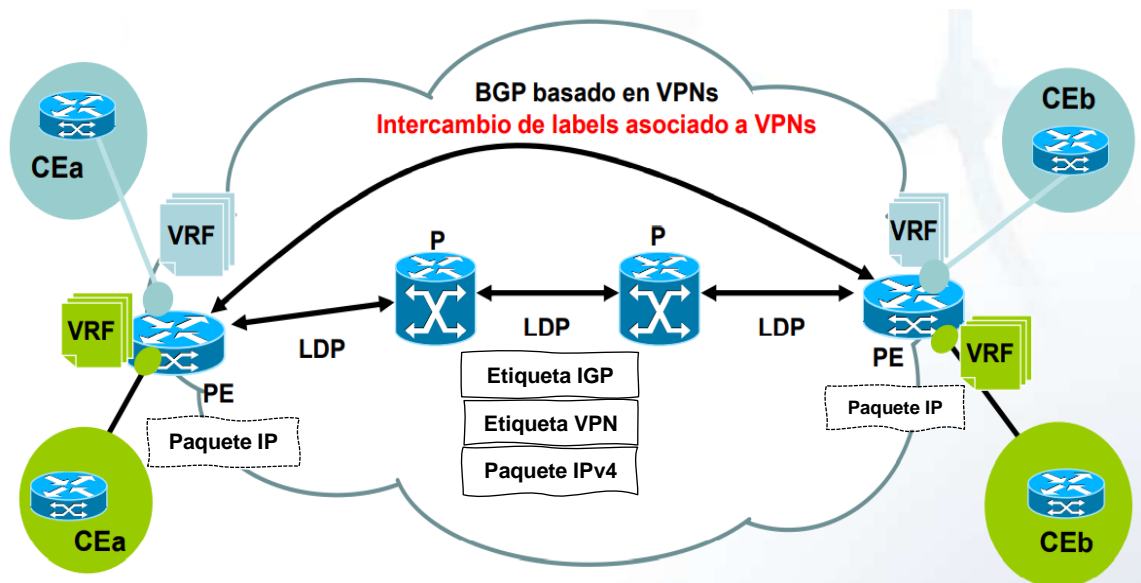 BGP basado en VPNs
Intercambio de labels asociado a VPNs
CEa
CEb
VRF
VRF
P
P
VRF
VRF
LDP
LDP
LDP
PE
PE
Etiqueta IGP
Etiqueta VPN
Paquete IPv4
Paquete IP
Paquete IP
CEa
CEb